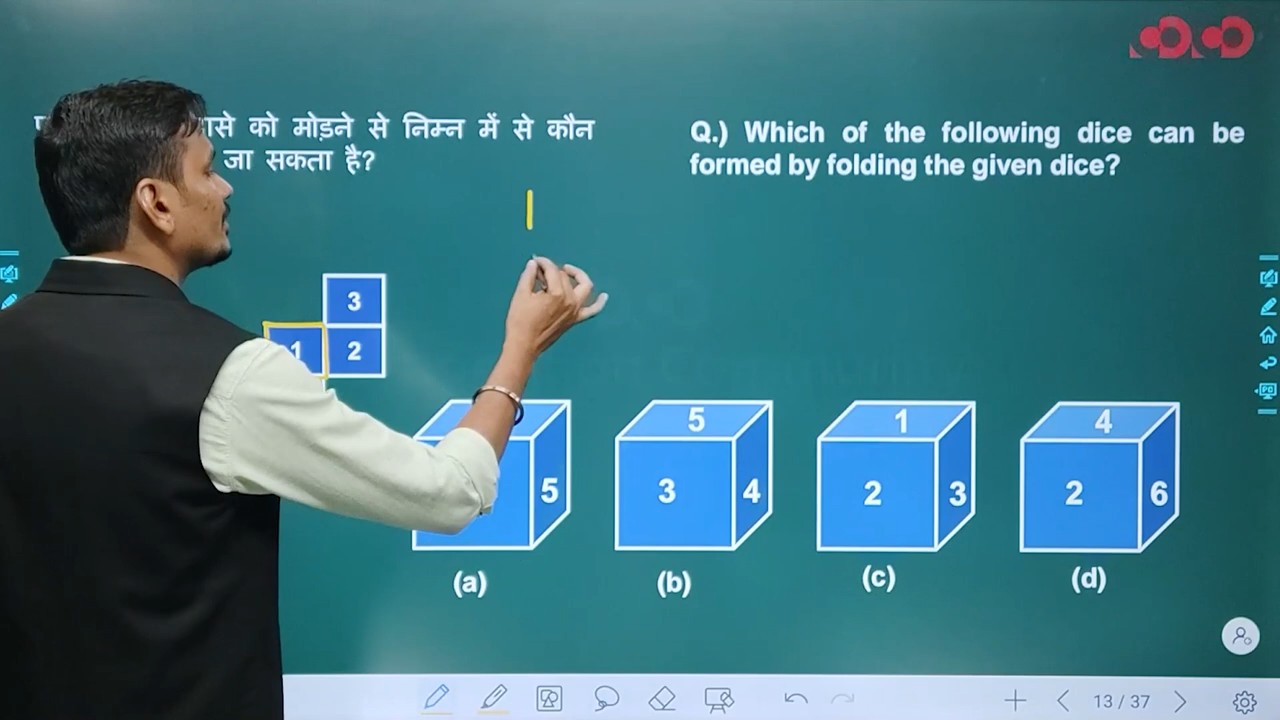 को मोड़ने से निम्न में से कौन
जा सकता है?
Q.) Which of the following dice can be
formed by folding the given dice?
3
1 2
5
5
3
4
1
2
3
4
2
6
(a)
(b)
(c)
(d)
13 / 37